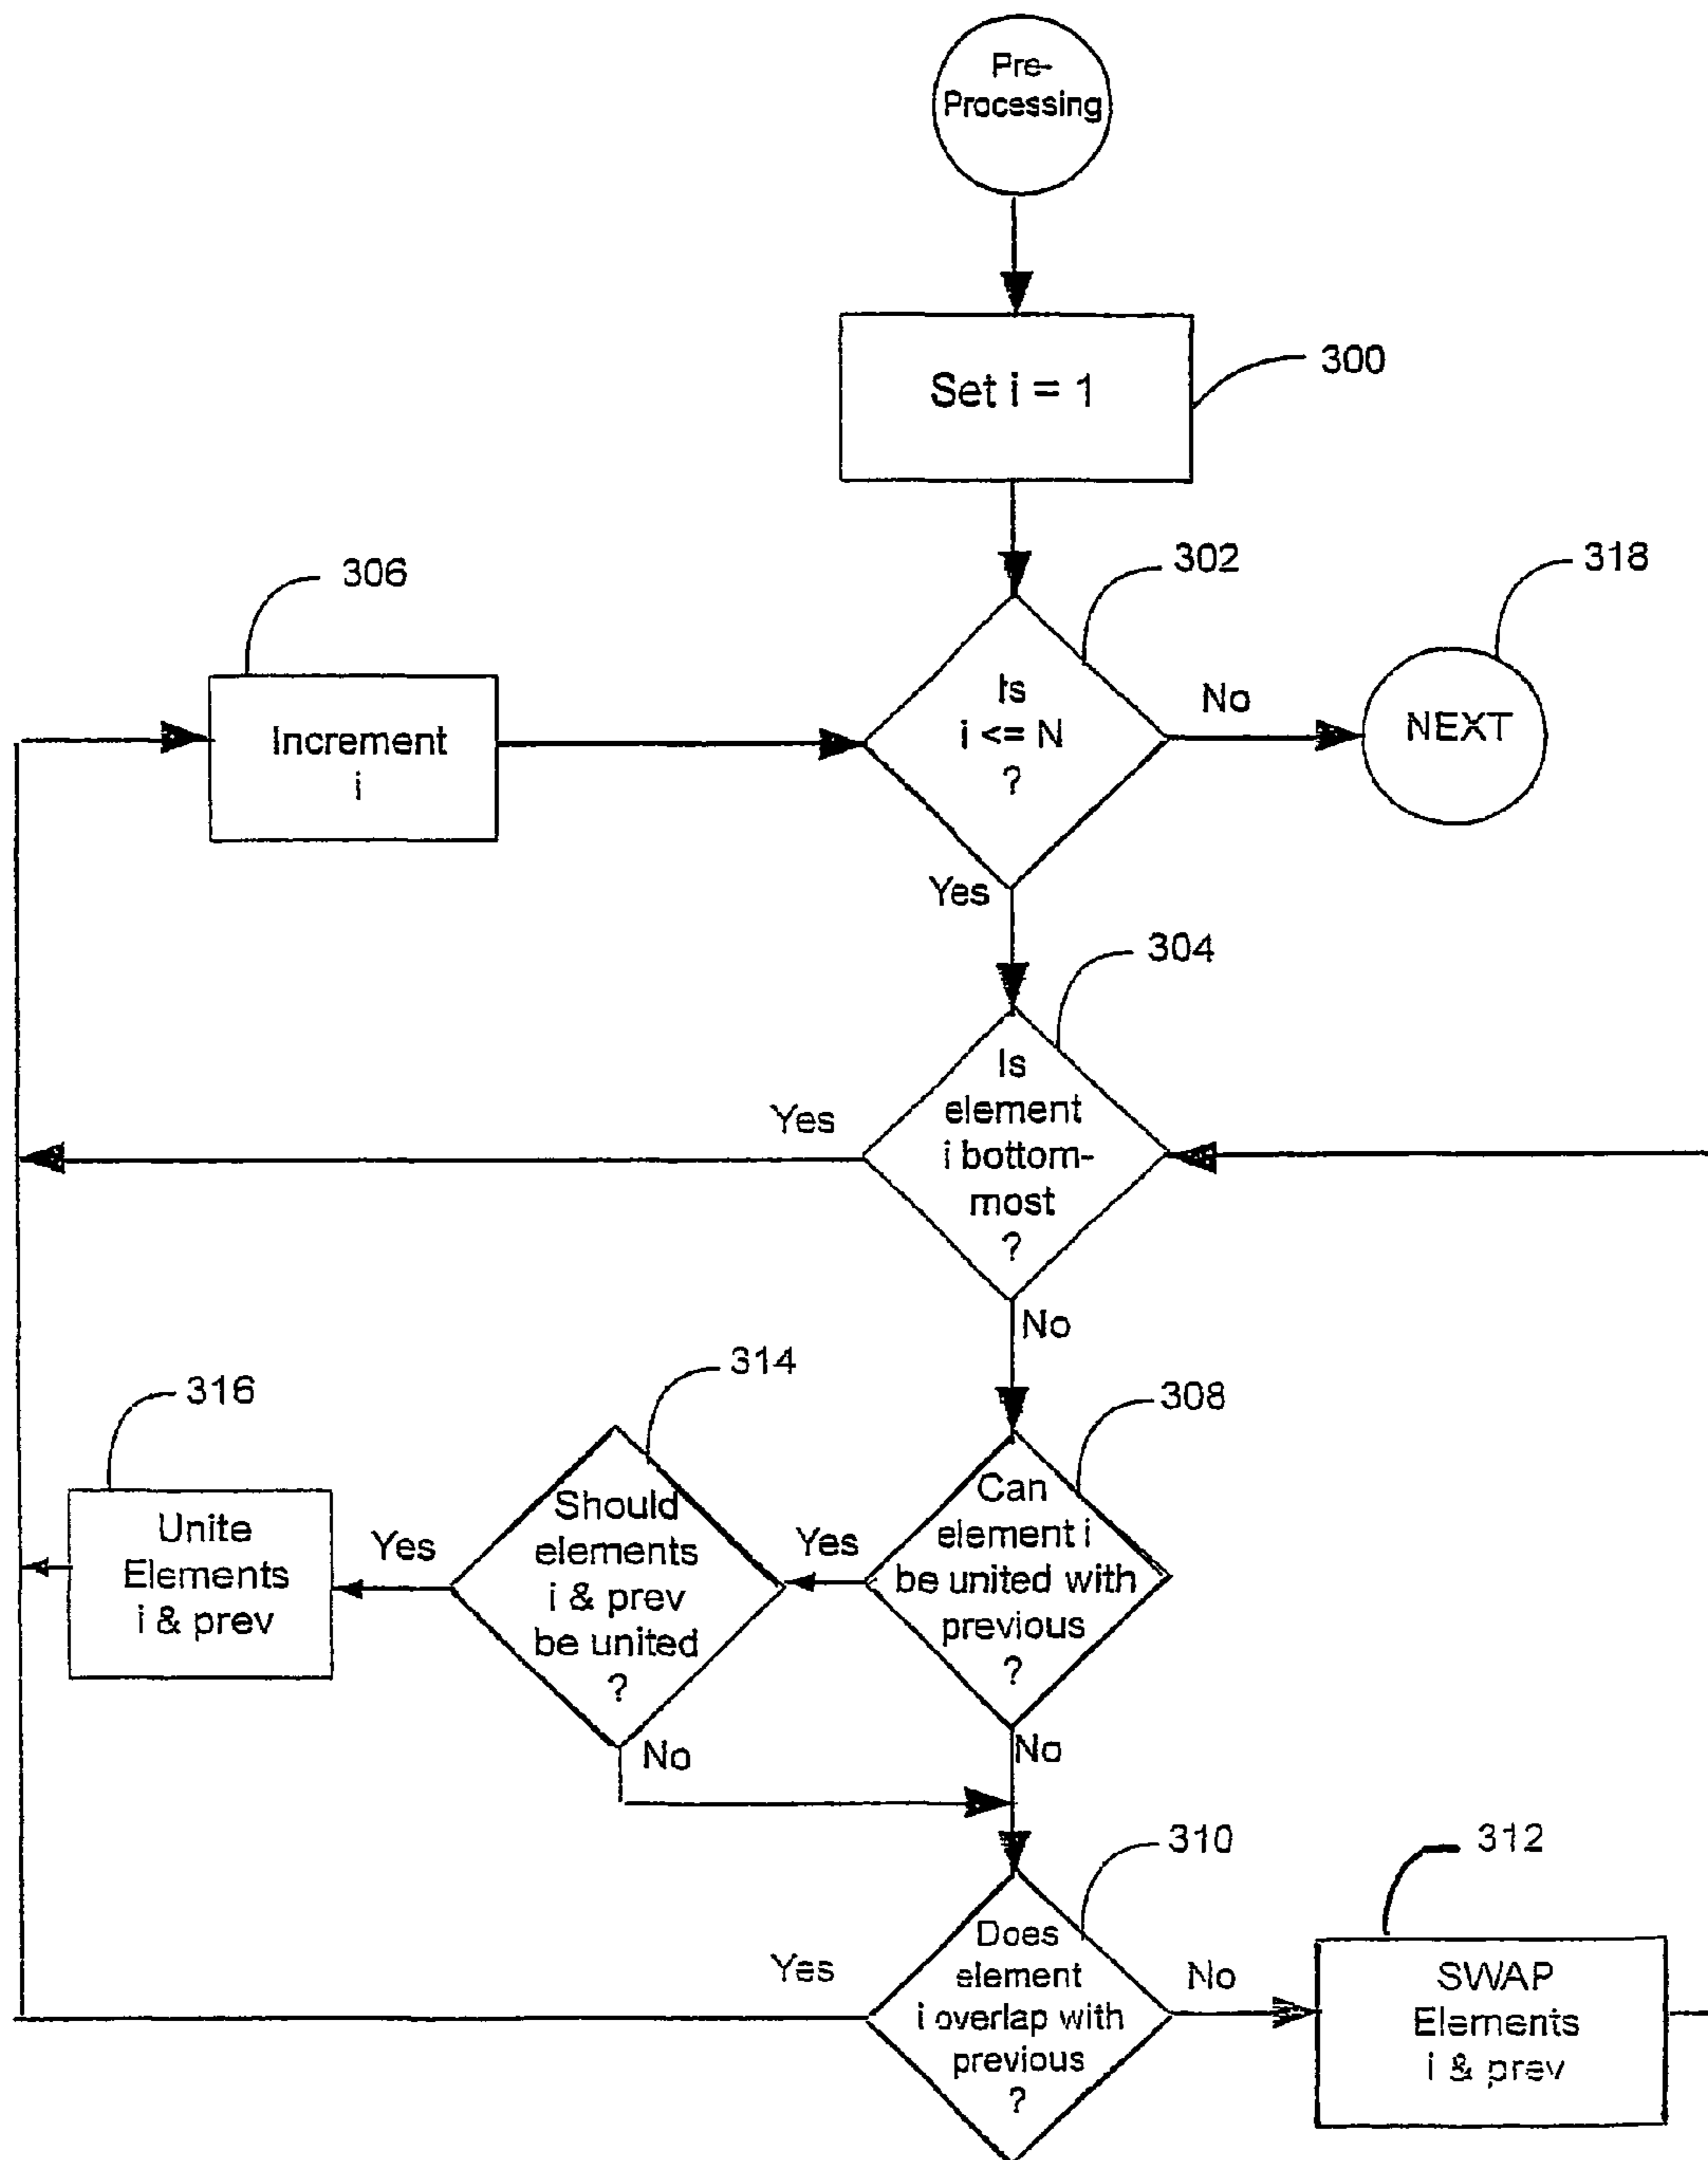 Pre-
Processing
Set i = 1
300
306
302
318
Increment
i
Is
i <= N
?
No
NEXT
Yes
304
Is
element
i bottom-
most
?
Yes
No
314
316
308
Unite
Elements
i & prev
Yes
Should
elements
i & prev
be united
?
Yes
Can
element i
be united with
previous
?
No
No
310
312
Does
element
i overlap with
previous
?
Yes
No
SWAP
Elements
i & prev